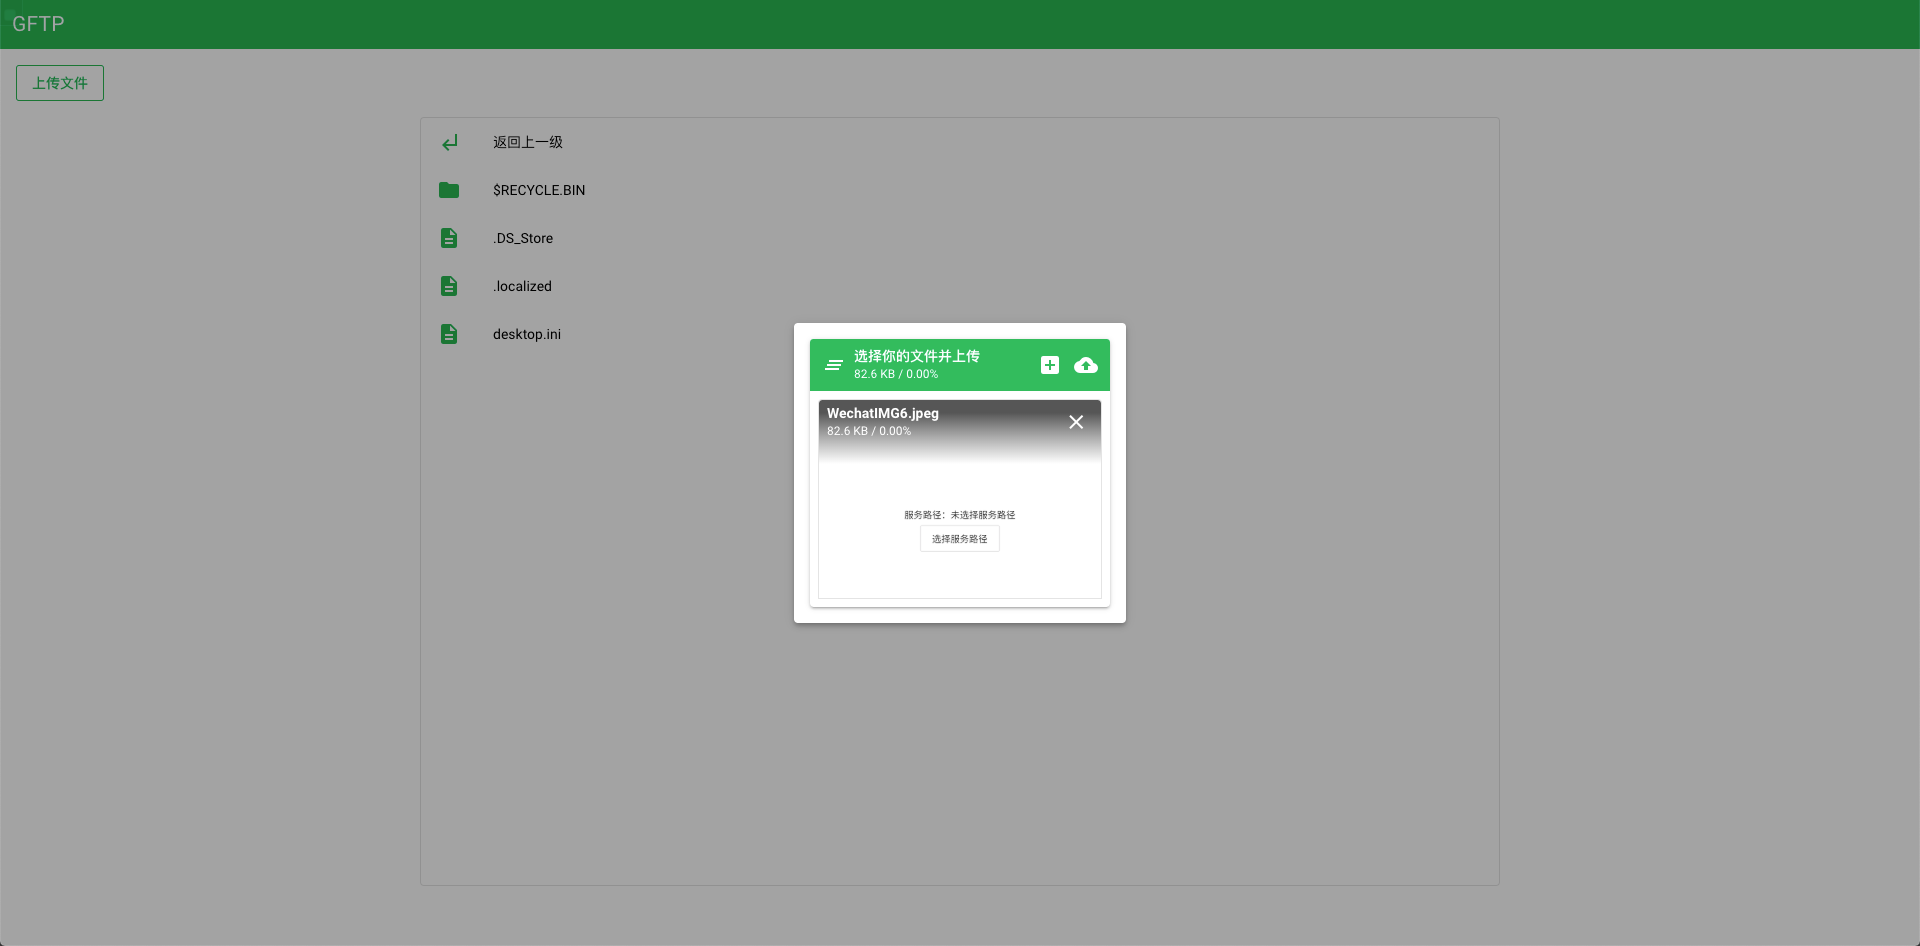 GFTP
上传文件
返回上一级
$RECYCLE.BIN
.DS_Store
.localized
desktop.ini
选择你的文件并上传
82.6 KB / 0.00%
WechatIMG6.jpeg
82.6 KB / 0.00%
服务路径：未选择服务路径
选择服务路径